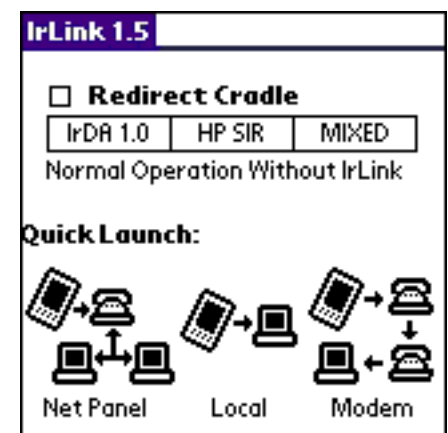 IrLink 1.5
Redirect Cradle
IrDA 1.0 HP SIR MIXED
Normal Operation Without IrLink
Quick Launch:
Net Panel Local Modem